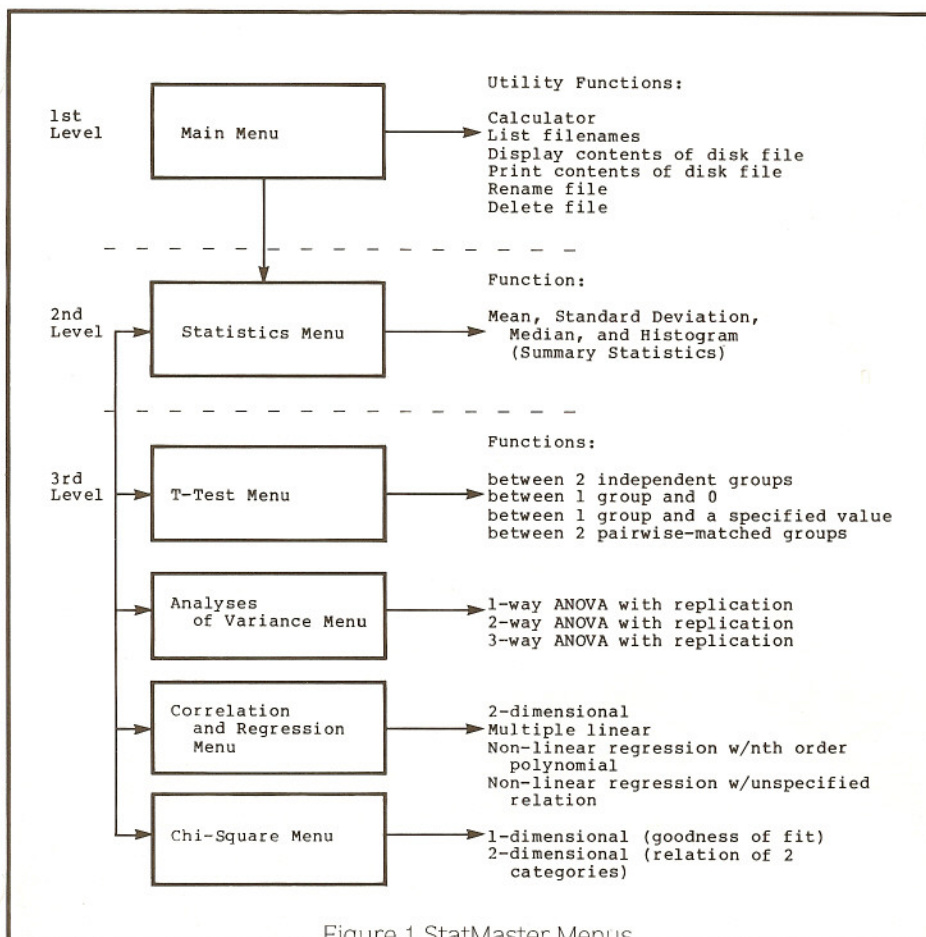 Utility Functions:
1st
Level
Main Menu
Calculator
List filenames
Display contents of disk file
Print contents of disk file
Rename file
Delete file
Function:
2nd
Level
Statistics Menu
Mean, Standard Deviation,
Median, and Histogram
(Summary Statistics)
Functions:
3rd
Level
T-Test Menu
between 2 independent groups
between 1 group and 0
between 1 group and a specified value
between 2 pairwise-matched groups
Analyses
of Variance Menu
1-way ANOVA with replication
2-way ANOVA with replication
3-way ANOVA with replication
Correlation
and Regression
Menu
2-dimensional
Multiple linear
Non-linear regression w/nth order
polynomial
Non-linear regression w/unspecified
relation
Chi-Square Menu
1-dimensional (goodness of fit)
2-dimensional (relation of 2
categories)
Figure 1 StatMaster Menus